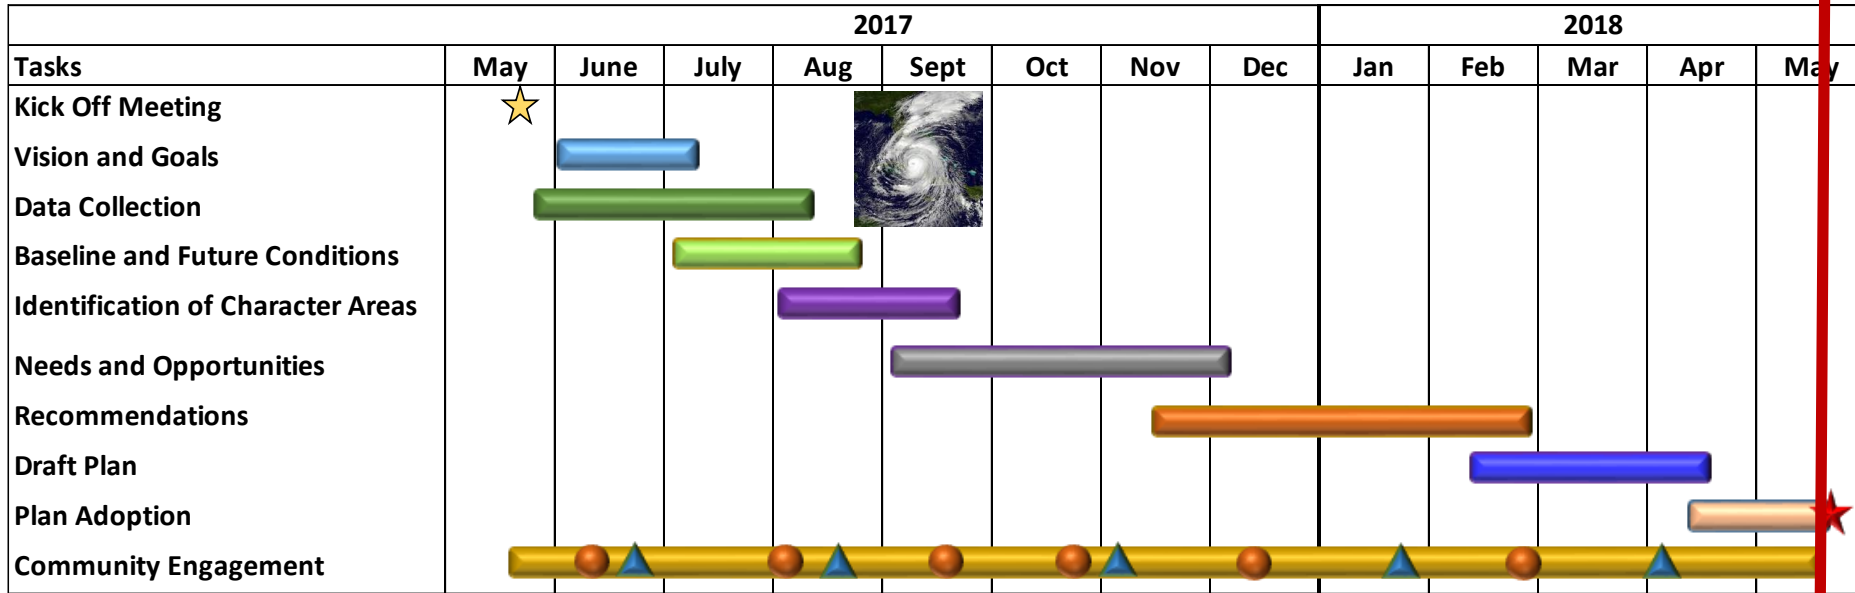 2017 2018
Tasks May June July Aug Sept Oct Nov Dec Jan Feb Mar Apr May
Kick Off Meeting
Vision and Goals
Data Collection
Baseline and Future Conditions
Identification of Character Areas
Needs and Opportunities
Recommendations
Draft Plan
Plan Adoption
Community Engagement